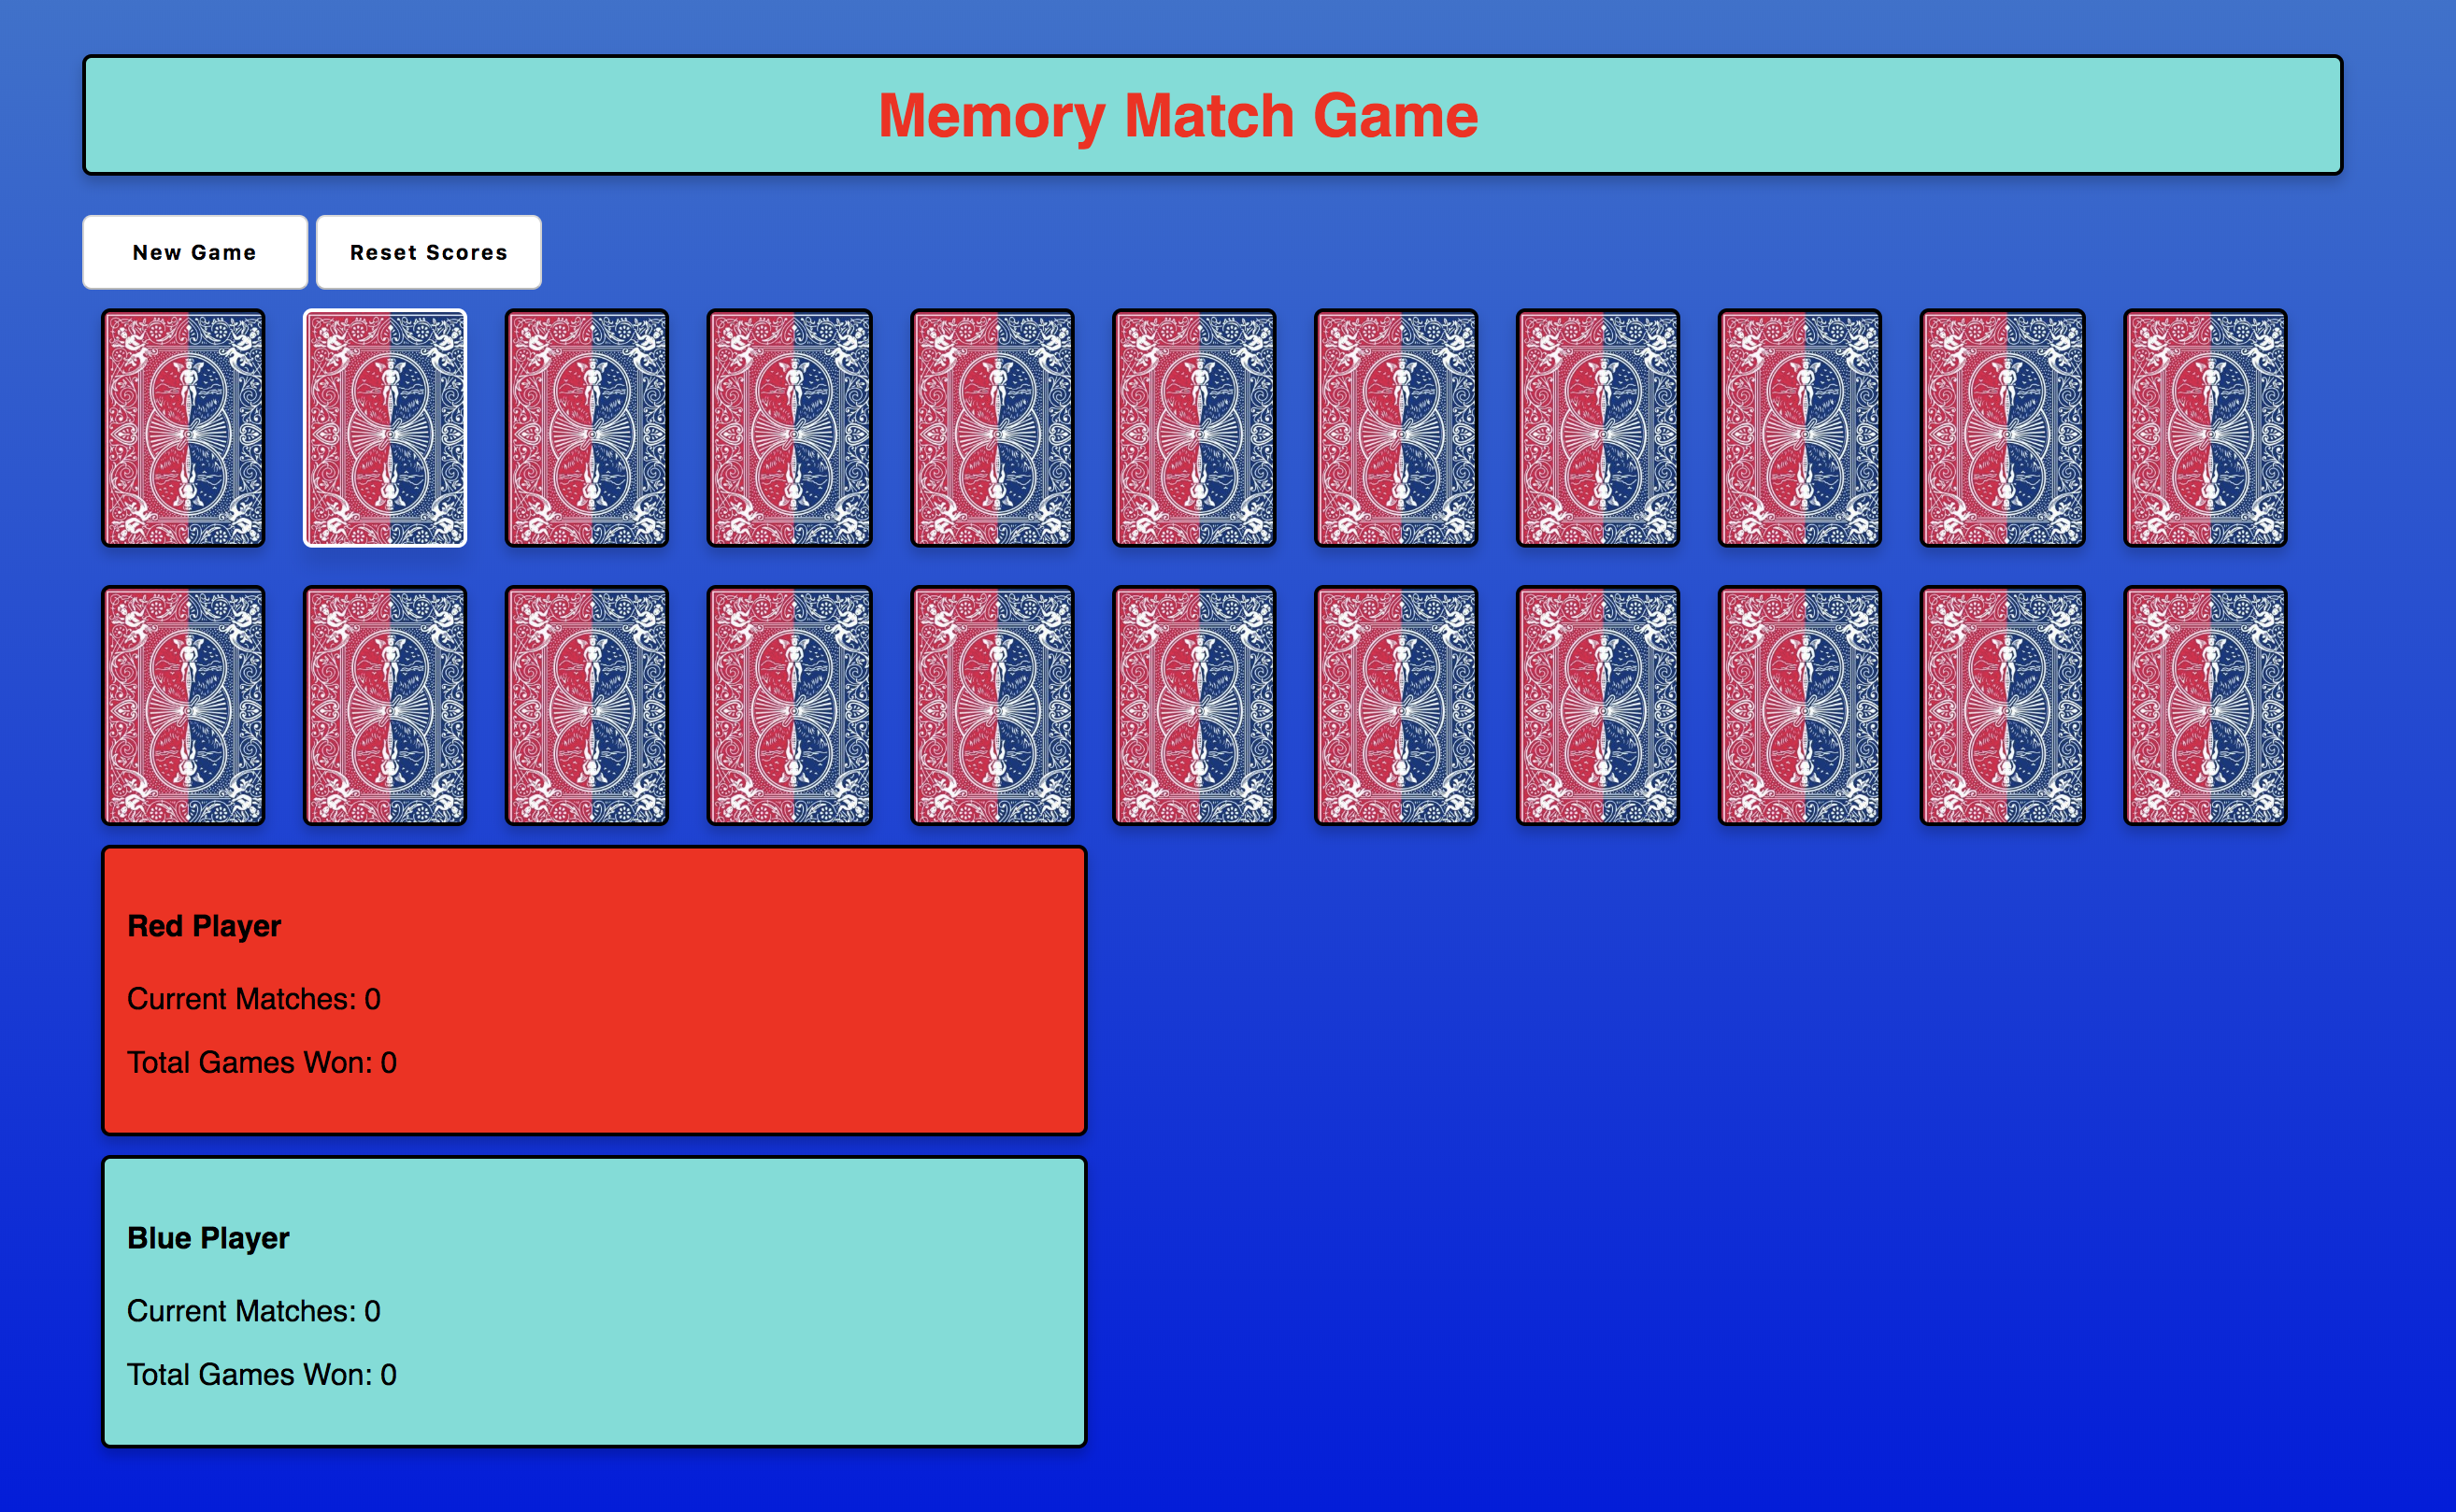 Memory Match Game
New Game
Reset Scores
Red Player
Current Matches: 0
Total Games Won: 0
Blue Player
Current Matches: 0
Total Games Won: 0